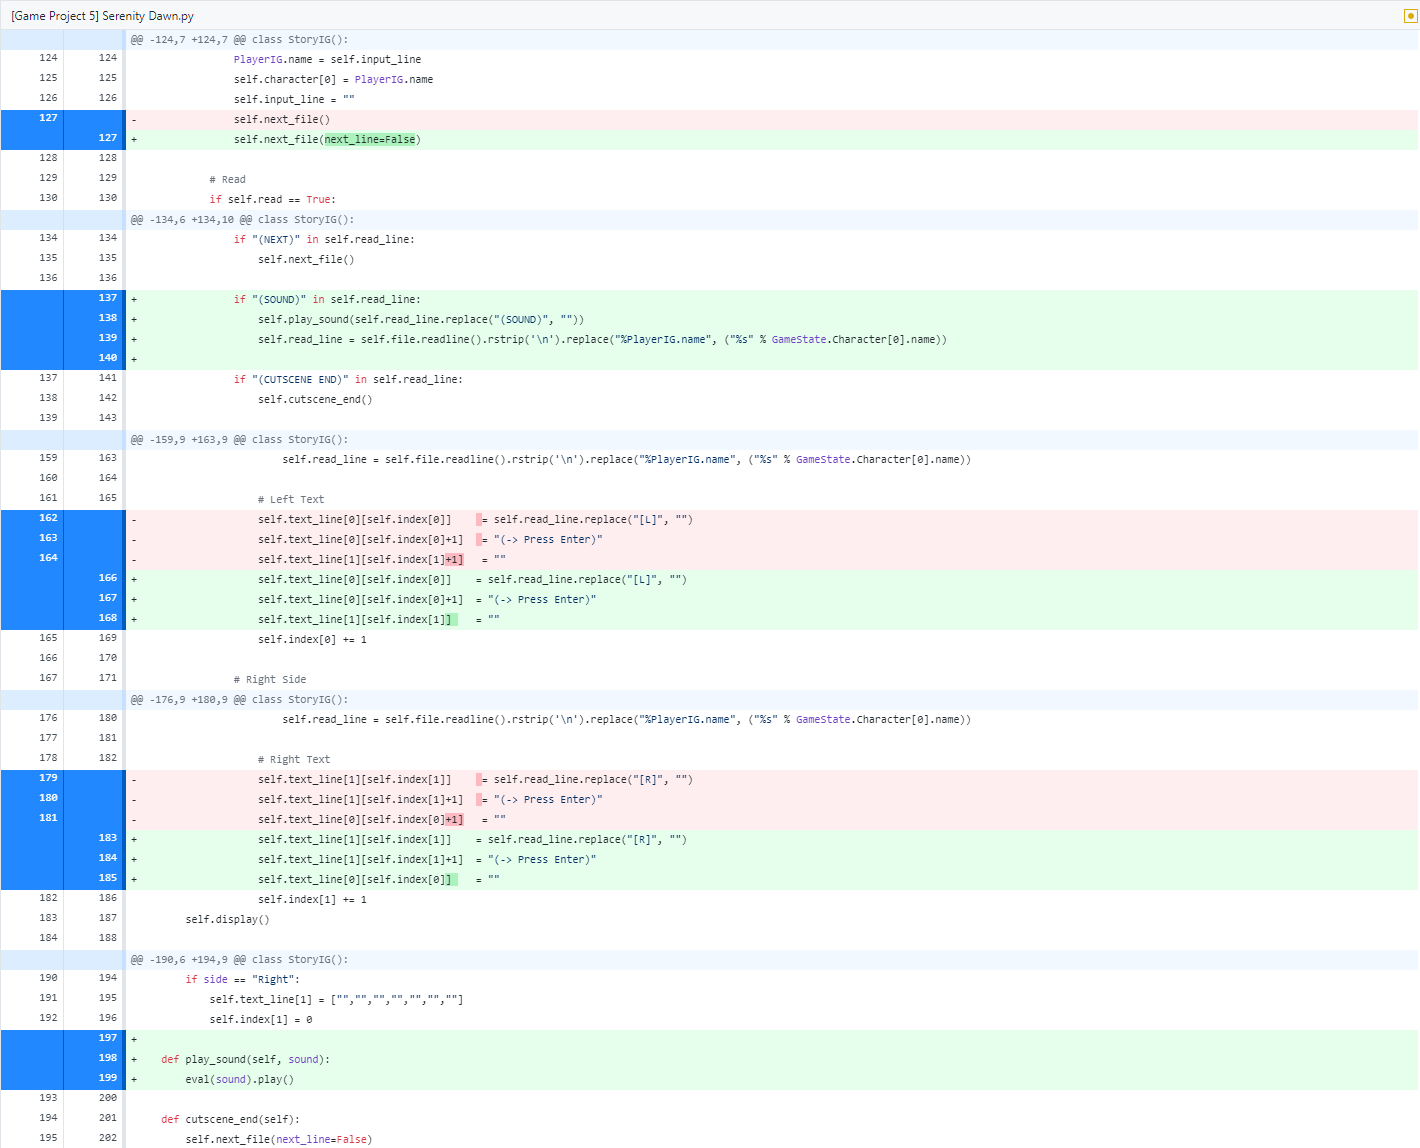 [Game Project 5] Serenity Dawn.py
@@ -124,7 +124,7 @@ class StoryIG():
124 124 PlayerIG.name = self.input_line
125 125 self.character[0] = PlayerIG.name
126 126 self.input_line = ""
127 - self.next_file()
127 + self.next_file(next_line=False)
128 128
129 129 # Read
130 130 if self.read == True:
@@ -134,6 +134,10 @@ class StoryIG():
134 134 if "(NEXT)" in self.read_line:
135 135 self.next_file()
136 136
137 + if "(SOUND)" in self.read_line:
138 + self.play_sound(self.read_line.replace("(SOUND)", ""))
139 + self.read_line = self.file.readline().rstrip('\n').replace("%PlayerIG.name", ("%s" % GameState.Character[0].name))
140 +
137 141 if "(CUTSCENE END)" in self.read_line:
138 142 self.cutscene_end()
139 143
@@ -159,9 +163,9 @@ class StoryIG():
159 163 self.read_line = self.file.readline().rstrip('\n').replace("%PlayerIG.name", ("%s" % GameState.Character[0].name))
160 164
161 165 # Left Text
162 - self.text_line[0][self.index[0]] = self.read_line.replace("[L]", "")
163 - self.text_line[0][self.index[0]+1] = "(-> Press Enter)"
164 - self.text_line[1][self.index[1]+1] = ""
166 + self.text_line[0][self.index[0]] = self.read_line.replace("[L]", "")
167 + self.text_line[0][self.index[0]+1] = "(-> Press Enter)"
168 + self.text_line[1][self.index[1]] = ""
165 169 self.index[0] += 1
166 170
167 171 # Right Side
@@ -176,9 +180,9 @@ class StoryIG():
176 180 self.read_line = self.file.readline().rstrip('\n').replace("%PlayerIG.name", ("%s" % GameState.Character[0].name))
177 181
178 182 # Right Text
179 - self.text_line[1][self.index[1]] = self.read_line.replace("[R]", "")
180 - self.text_line[1][self.index[1]+1] = "(-> Press Enter)"
181 - self.text_line[0][self.index[0]+1] = ""
183 + self.text_line[1][self.index[1]] = self.read_line.replace("[R]", "")
184 + self.text_line[1][self.index[1]+1] = "(-> Press Enter)"
185 + self.text_line[0][self.index[0]] = ""
182 186 self.index[1] += 1
183 187 self.display()
184 188
@@ -190,6 +194,9 @@ class StoryIG():
190 194 if side == "Right":
191 195 self.text_line[1] = ["","","","","","",""]
192 196 self.index[1] = 0
197 +
198 + def play_sound(self, sound):
199 + eval(sound).play()
193 200
194 201 def cutscene_end(self):
195 202 self.next_file(next_line=False)